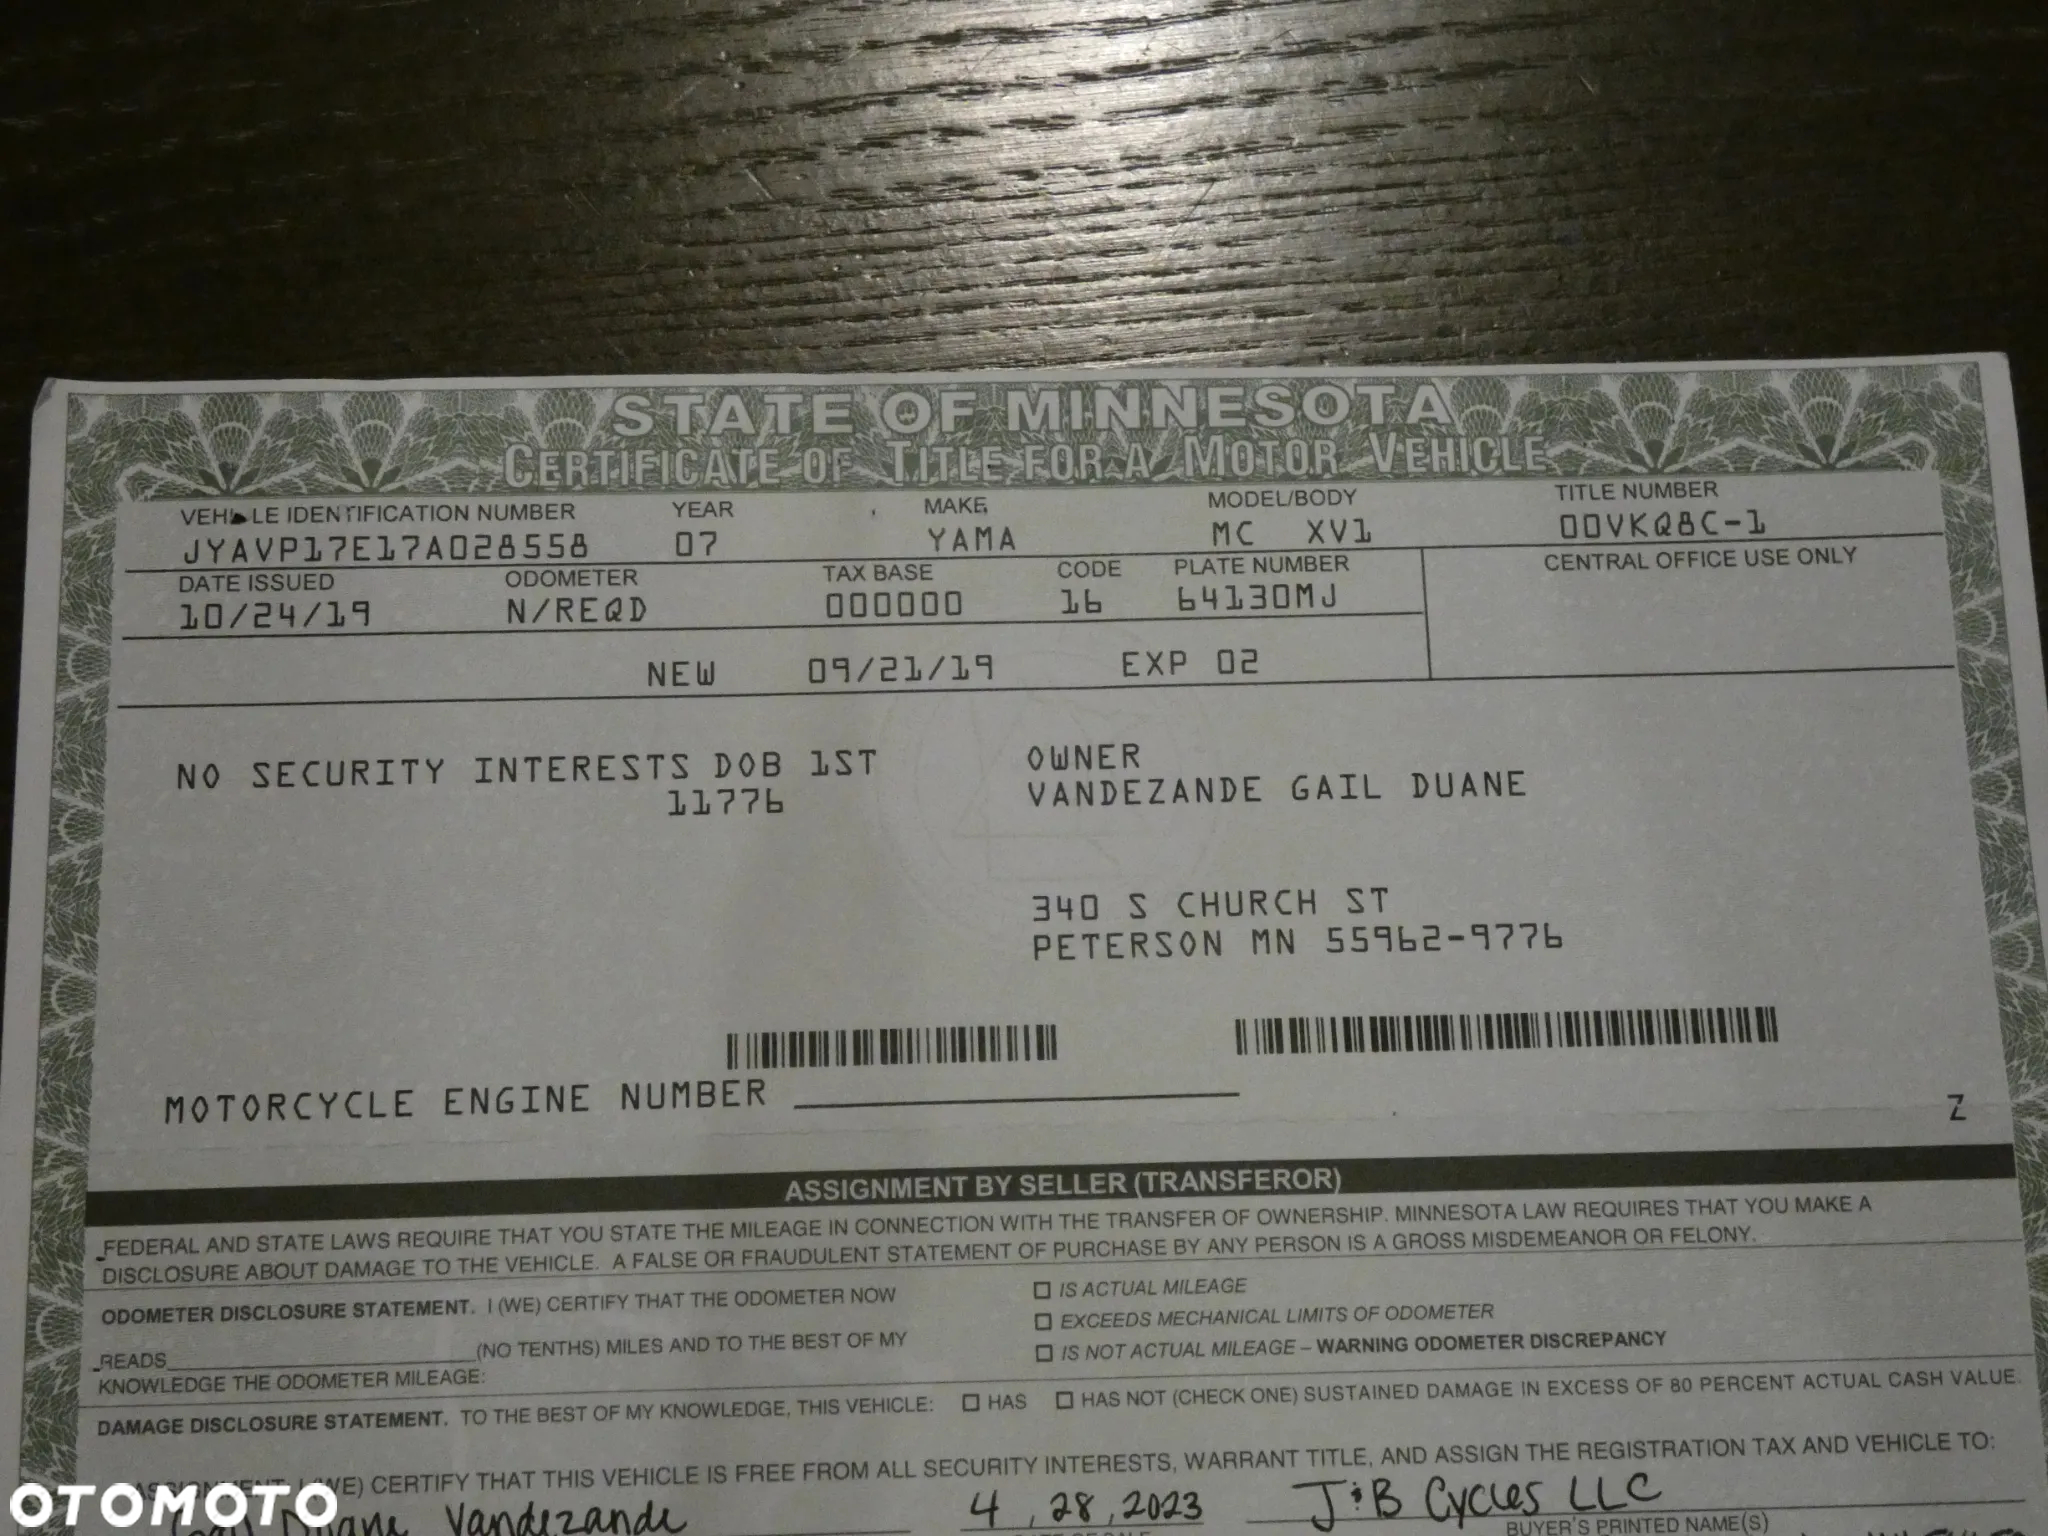 STATE OF MINNESOTA
CERTIFICATE OF TITLE FOR A MOTOR VEHICLE
VEHICLE IDENTIFICATION NUMBER YEAR MAKE MODEL/BODY TITLE NUMBER
JYAVP17E17A028558 07 YAMA MC XV1 00VKQ8C-1
DATE ISSUED ODOMETER TAX BASE CODE PLATE NUMBER CENTRAL OFFICE USE ONLY
10/24/19 N/REQD 000000 16 64130MJ
NEW 09/21/19 EXP 02
NO SECURITY INTERESTS DOB 1ST OWNER
11776 VANDEZANDE GAIL DUANE
340 S CHURCH ST
PETERSON MN 55962-9776
MOTORCYCLE ENGINE NUMBER
Z
ASSIGNMENT BY SELLER (TRANSFEROR)
FEDERAL AND STATE LAWS REQUIRE THAT YOU STATE THE MILEAGE IN CONNECTION WITH THE TRANSFER OF OWNERSHIP. MINNESOTA LAW REQUIRES THAT YOU MAKE A
DISCLOSURE ABOUT DAMAGE TO THE VEHICLE. A FALSE OR FRAUDULENT STATEMENT OF PURCHASE BY ANY PERSON IS A GROSS MISDEMEANOR OR FELONY.
ODOMETER DISCLOSURE STATEMENT. I (WE) CERTIFY THAT THE ODOMETER NOW
READS (NO TENTHS) MILES AND TO THE BEST OF MY
KNOWLEDGE THE ODOMETER MILEAGE:
IS ACTUAL MILEAGE
EXCEEDS MECHANICAL LIMITS OF ODOMETER
IS NOT ACTUAL MILEAGE – WARNING ODOMETER DISCREPANCY
DAMAGE DISCLOSURE STATEMENT. TO THE BEST OF MY KNOWLEDGE, THIS VEHICLE: HAS HAS NOT (CHECK ONE) SUSTAINED DAMAGE IN EXCESS OF 80 PERCENT ACTUAL CASH VALUE.
ASSIGNMENT: I (WE) CERTIFY THAT THIS VEHICLE IS FREE FROM ALL SECURITY INTERESTS, WARRANT TITLE, AND ASSIGN THE REGISTRATION TAX AND VEHICLE TO:
Gail Duane Vandezande 4, 28, 2023 J&B Cycles LLC
BUYER'S PRINTED NAME(S)
OTOMOTO